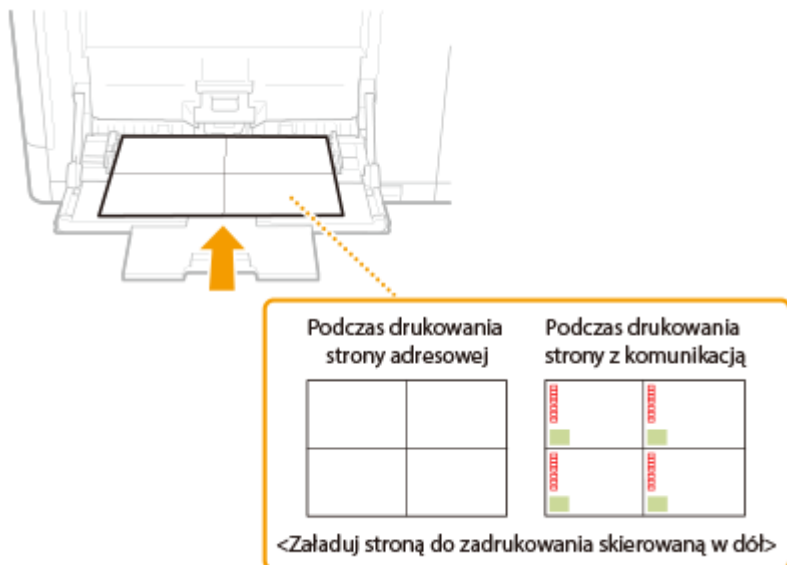 Podczas drukowania
strony adresowej
Podczas drukowania
strony z komunikacją
<Załaduj stroną do zadrukowania skierowaną w dół>